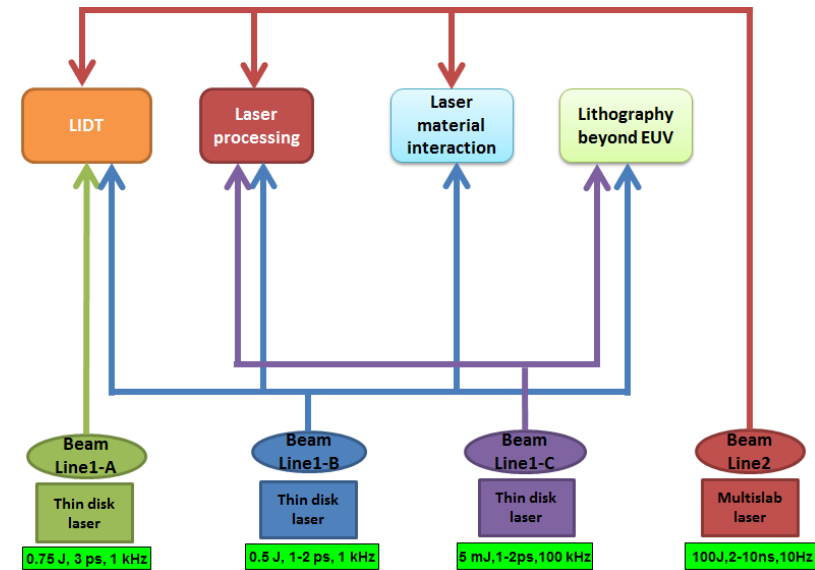 LIDT
Laser
processing
Laser
material
interaction
Lithography
beyond EUV
Beam
Line1-A
Beam
Line1-B
Beam
Line1-C
Beam
Line2
Thin disk
laser
Thin disk
laser
Thin disk
laser
Multislab
laser
0.75 J, 3 ps, 1 kHz
0.5 J, 1-2 ps, 1 kHz
5 mJ,1-2ps,100 kHz
100J,2-10ns,10Hz